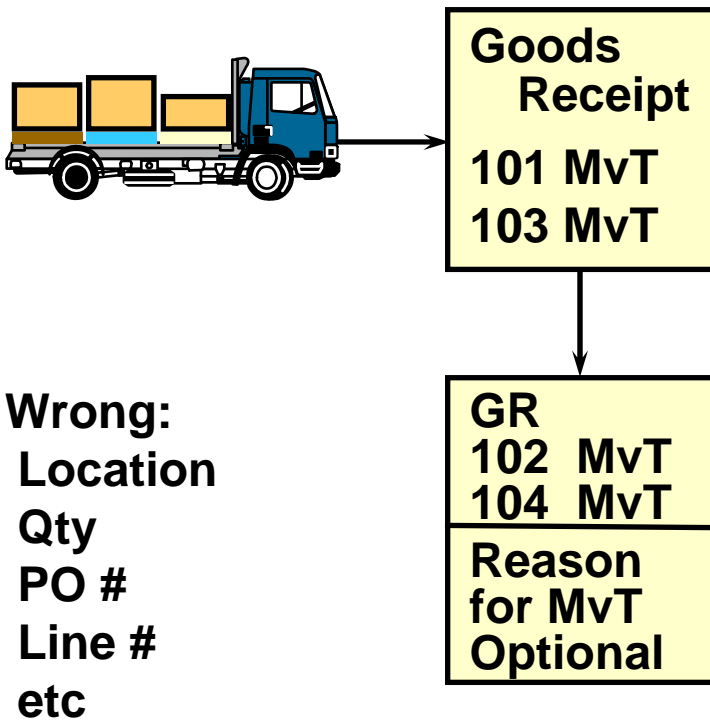 Goods
Receipt
101 MvT
103 MvT
Wrong:
Location
Qty
PO #
Line #
etc
GR
102 MvT
104 MvT
Reason
for MvT
Optional